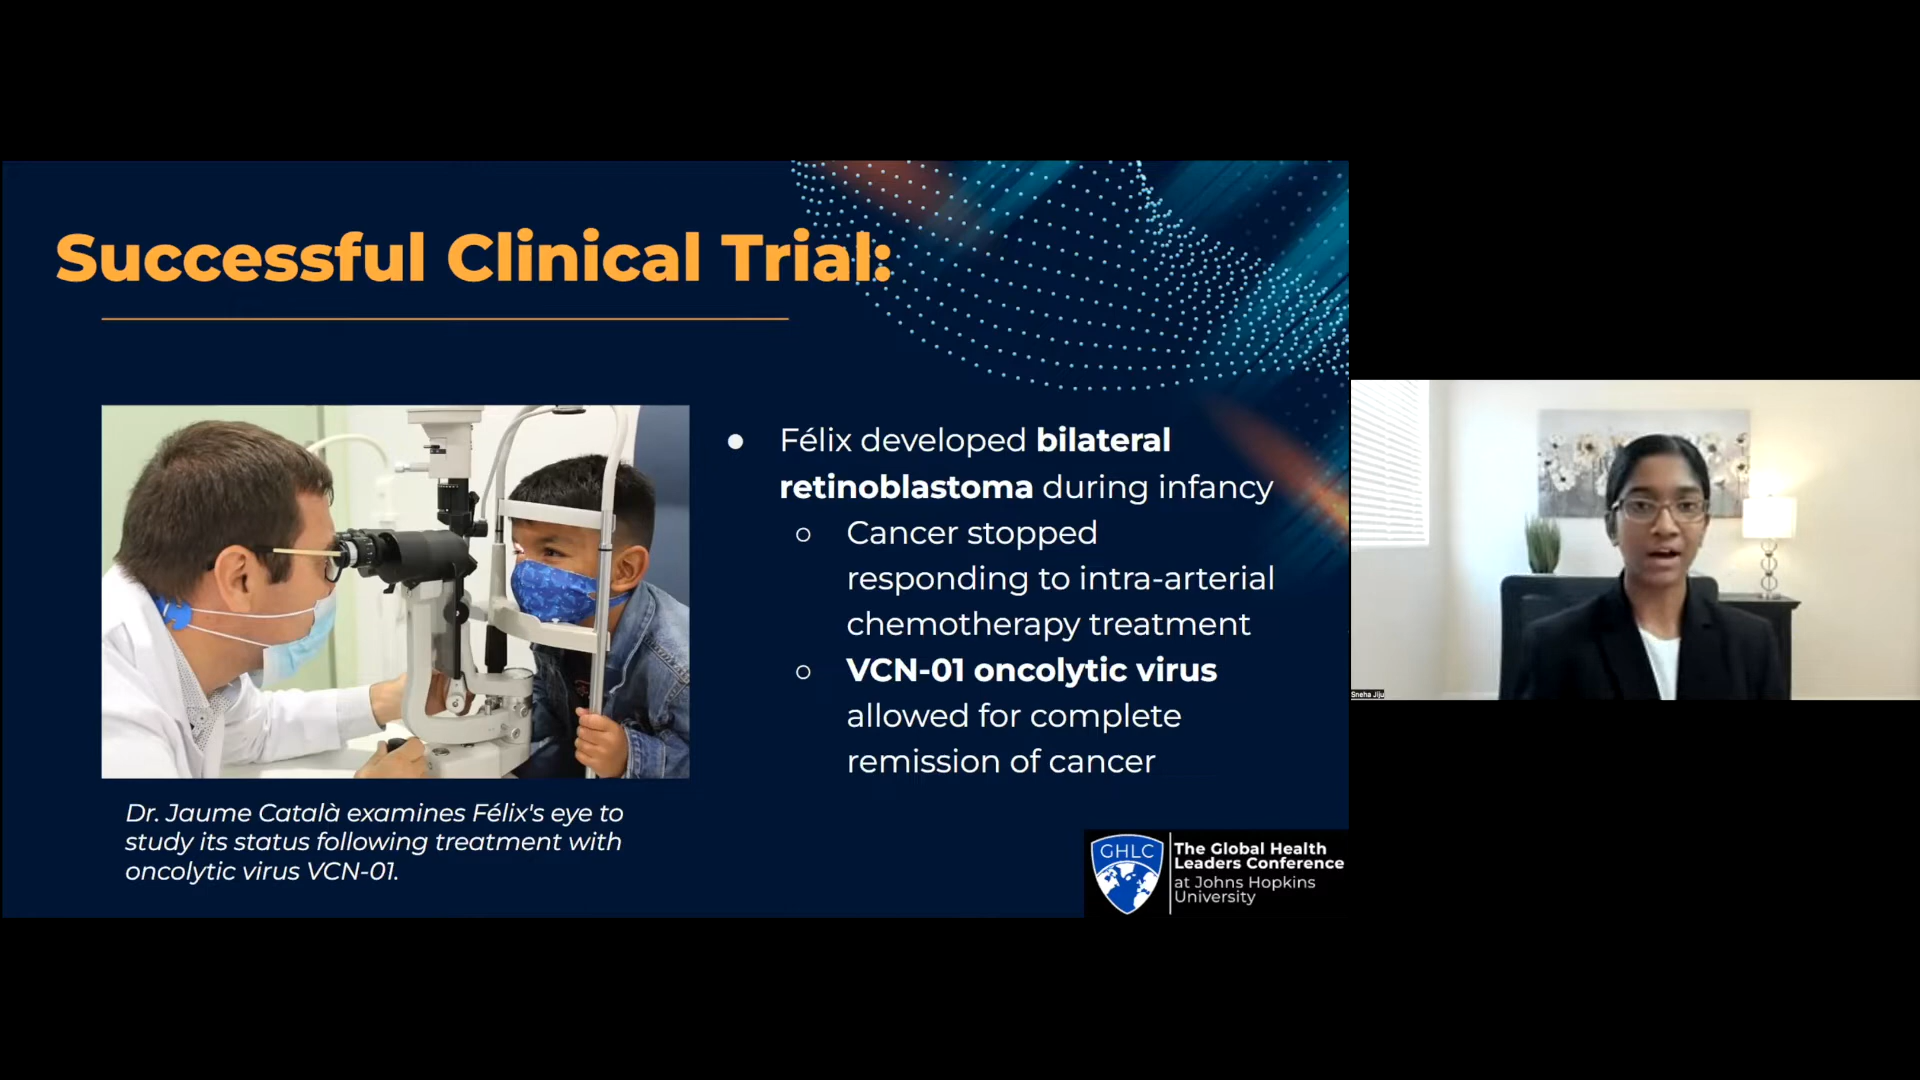 Successful Clinical Trial:
Félix developed bilateral
retinoblastoma during infancy
Cancer stopped
responding to intra-arterial
chemotherapy treatment
VCN-01 oncolytic virus
allowed for complete
remission of cancer
Dr. Jaume Català examines Félix's eye to
study its status following treatment with
oncolytic virus VCN-01.
GHLC
The Global Health
Leaders Conference
at Johns Hopkins
University
Sneha Jiju